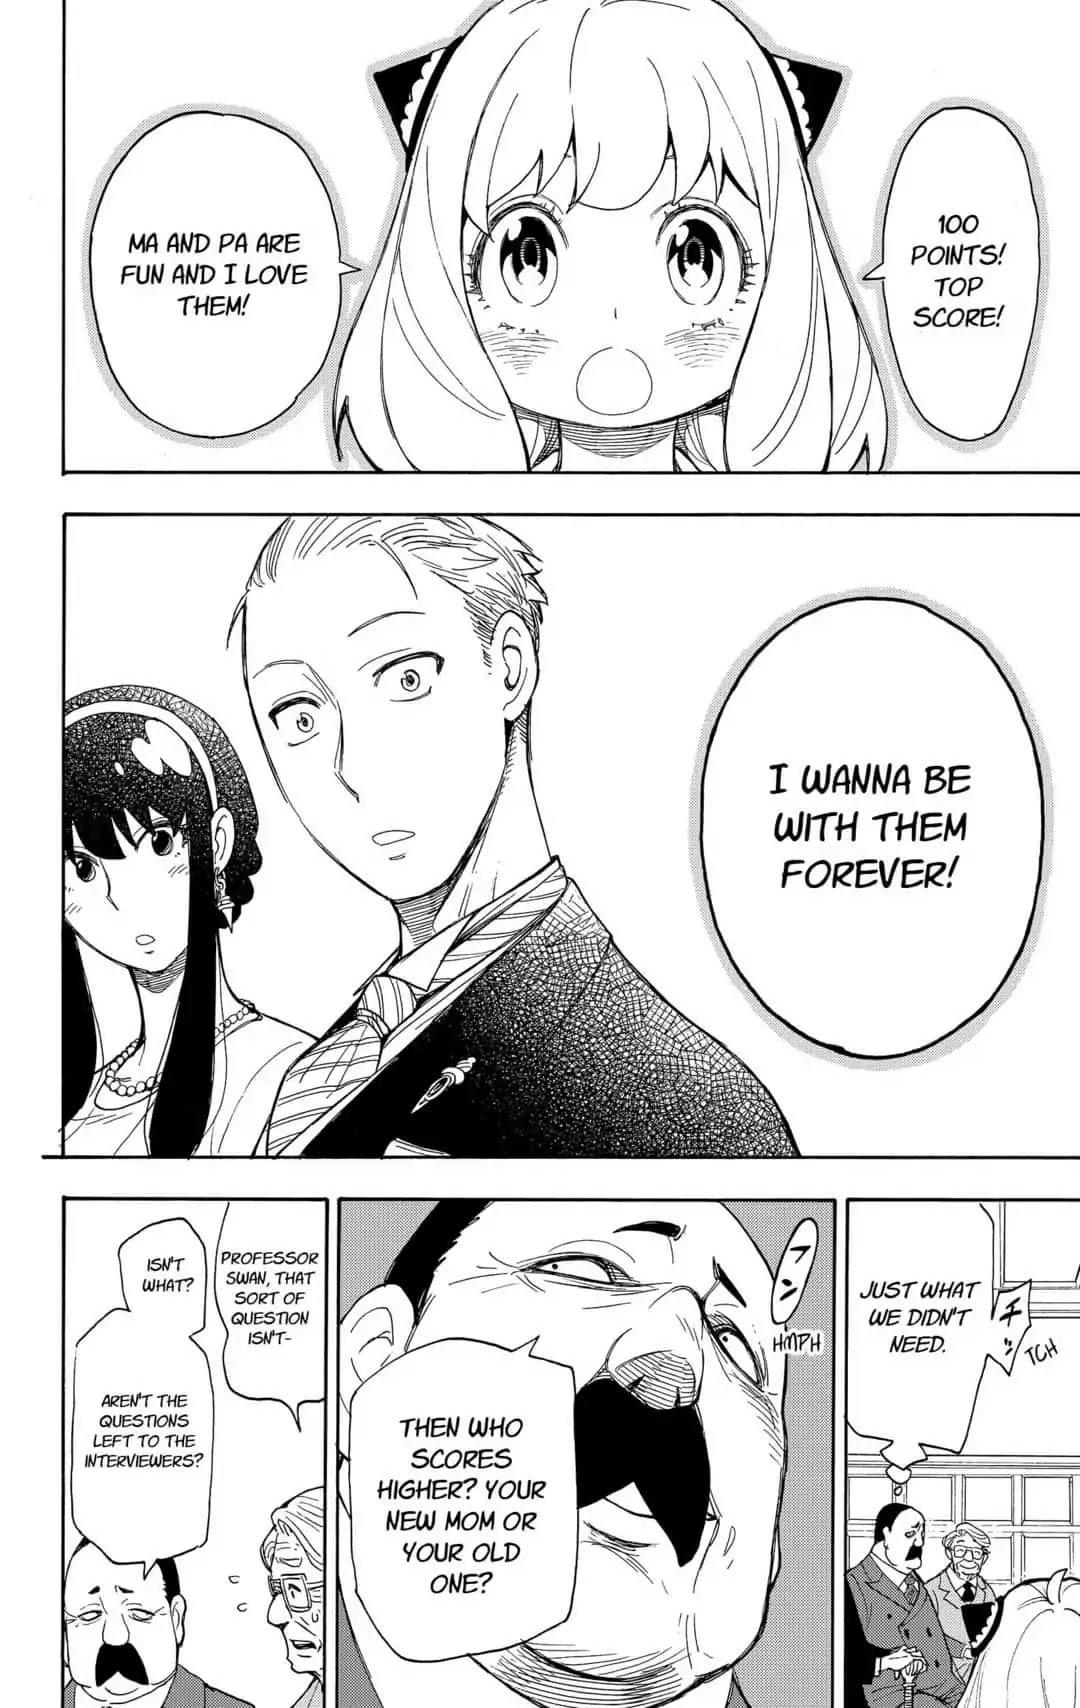 100
POINTS!
TOP
SCORE!
MA AND PA ARE
FUN AND I LOVE
THEM!
I WANNA BE
WITH THEM
FOREVER!
JUST WHAT
WE DIDN'T
NEED.
チッ
TCH
フンッ
HMPH
THEN WHO
SCORES
HIGHER? YOUR
NEW MOM OR
YOUR OLD
ONE?
PROFESSOR
SWAN, THAT
SORT OF
QUESTION
ISN'T-
ISN'T
WHAT?
AREN'T THE
QUESTIONS
LEFT TO THE
INTERVIEWERS?